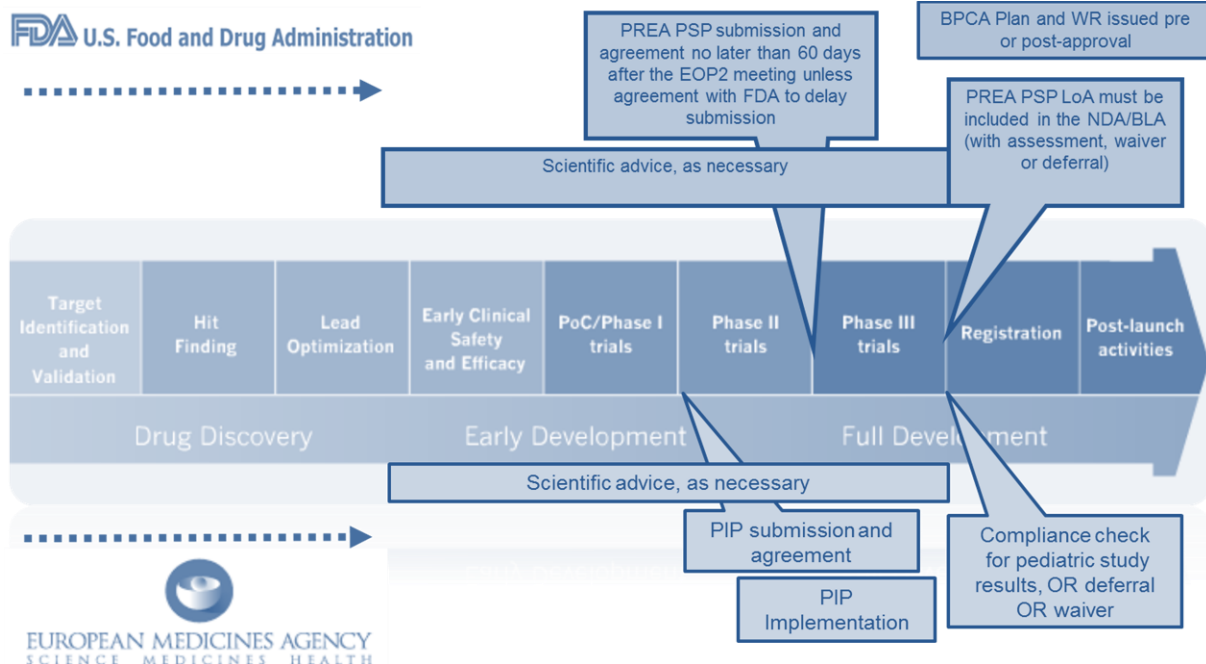 FDA U.S. Food and Drug Administration
PREA PSP submission and
agreement no later than 60 days
after the EOP2 meeting unless
agreement with FDA to delay
submission
BPCA Plan and WR issued pre
or post-approval
PREA PSP LoA must be
included in the NDA/BLA
(with assessment, waiver
or deferral)
Scientific advice, as necessary
Target
Identification
and
Validation
Hit
Finding
Lead
Optimization
Early Clinical
Safety
and Efficacy
PoC/Phase I
trials
Phase II
trials
Phase III
trials
Registration
Post-launch
activities
Drug Discovery
Early Development
Full Development
Scientific advice, as necessary
PIP submission and
agreement
PIP
Implementation
Compliance check
for pediatric study
results, OR deferral
OR waiver
EUROPEAN MEDICINES AGENCY
SCIENCE MEDICINES HEALTH